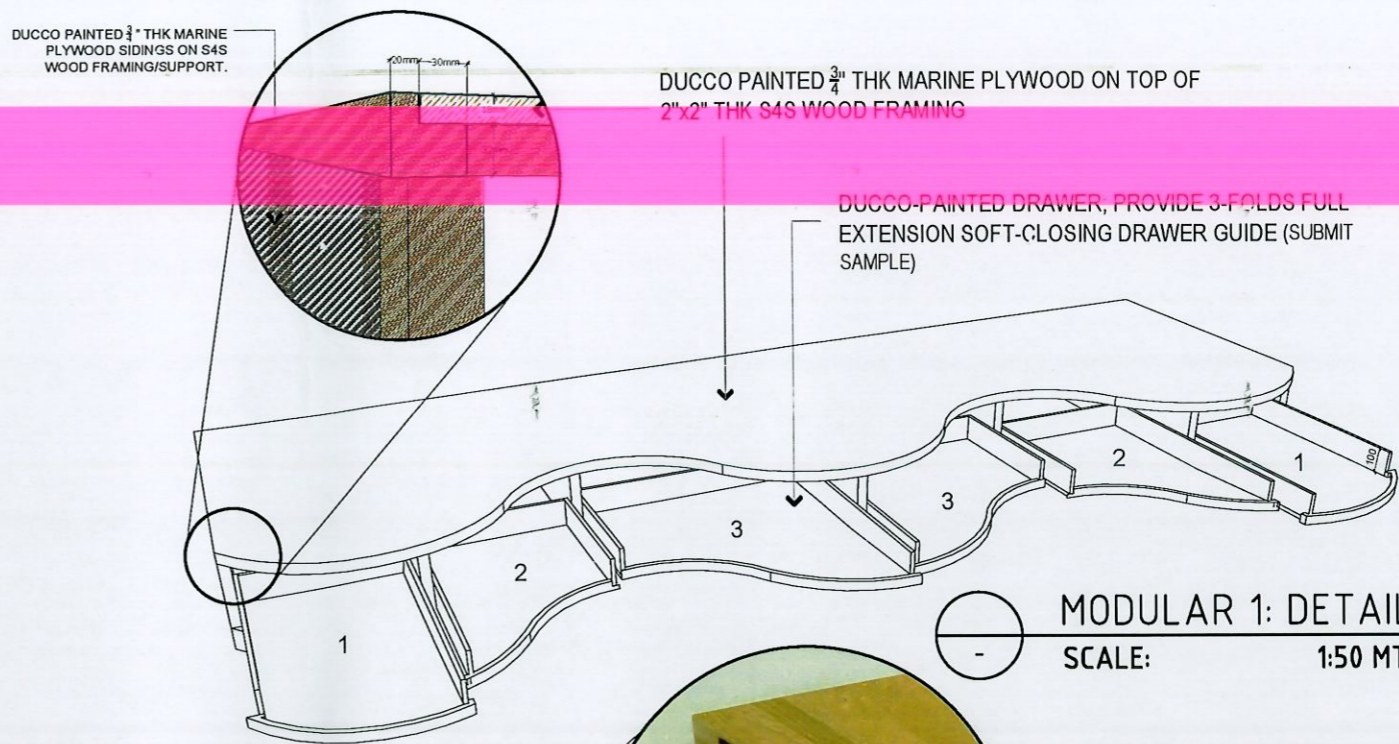 DUCCO PAINTED 3/4" THK MARINE
PLYWOOD SIDINGS ON S4S
WOOD FRAMING/SUPPORT.
20mm
30mm
DUCCO PAINTED 3/4" THK MARINE PLYWOOD ON TOP OF
2"x2" THK S4S WOOD FRAMING
DUCCO-PAINTED DRAWER, PROVIDE 3-FOLDS FULL
EXTENSION SOFT-CLOSING DRAWER GUIDE (SUBMIT
SAMPLE)
1
2
3
3
2
1
100
MODULAR 1: DETAIL
-
SCALE: 1:50 MT